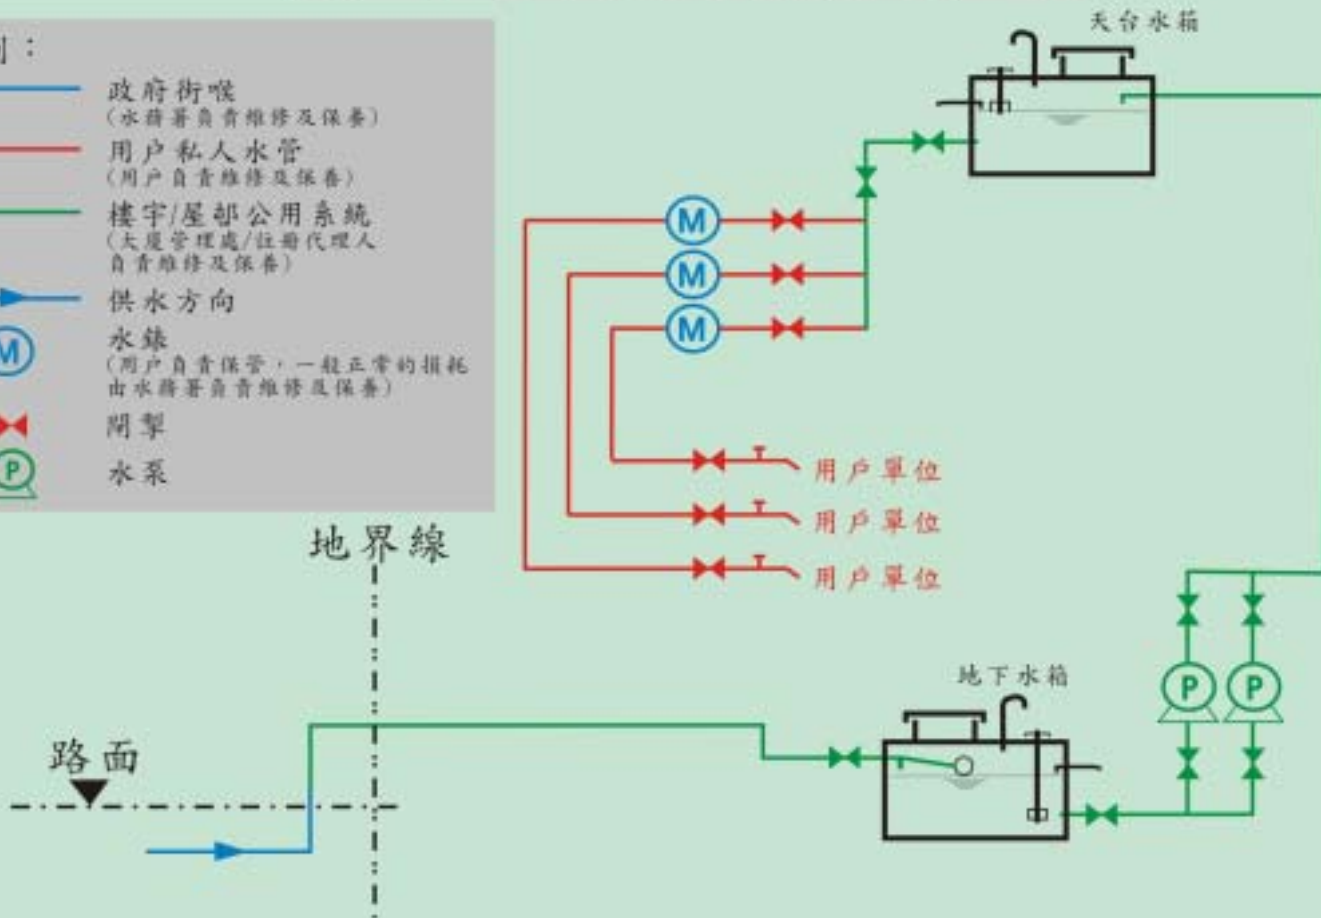 ：
政府街喉
(水務署負責維修及保養)
用户私人水管
(用户負責維修及保養)
樓宇/屋邨公用系統
(大廈管理處/註冊代理人
負責維修及保養)
供水方向
M
水錶
(用户負責保管，一般正常的損耗
由水務署負責維修及保養)
閘掣
P
水泵
天台水箱
M
M
M
用戶單位
用戶單位
用戶單位
地界線
路面
地下水箱
P
P